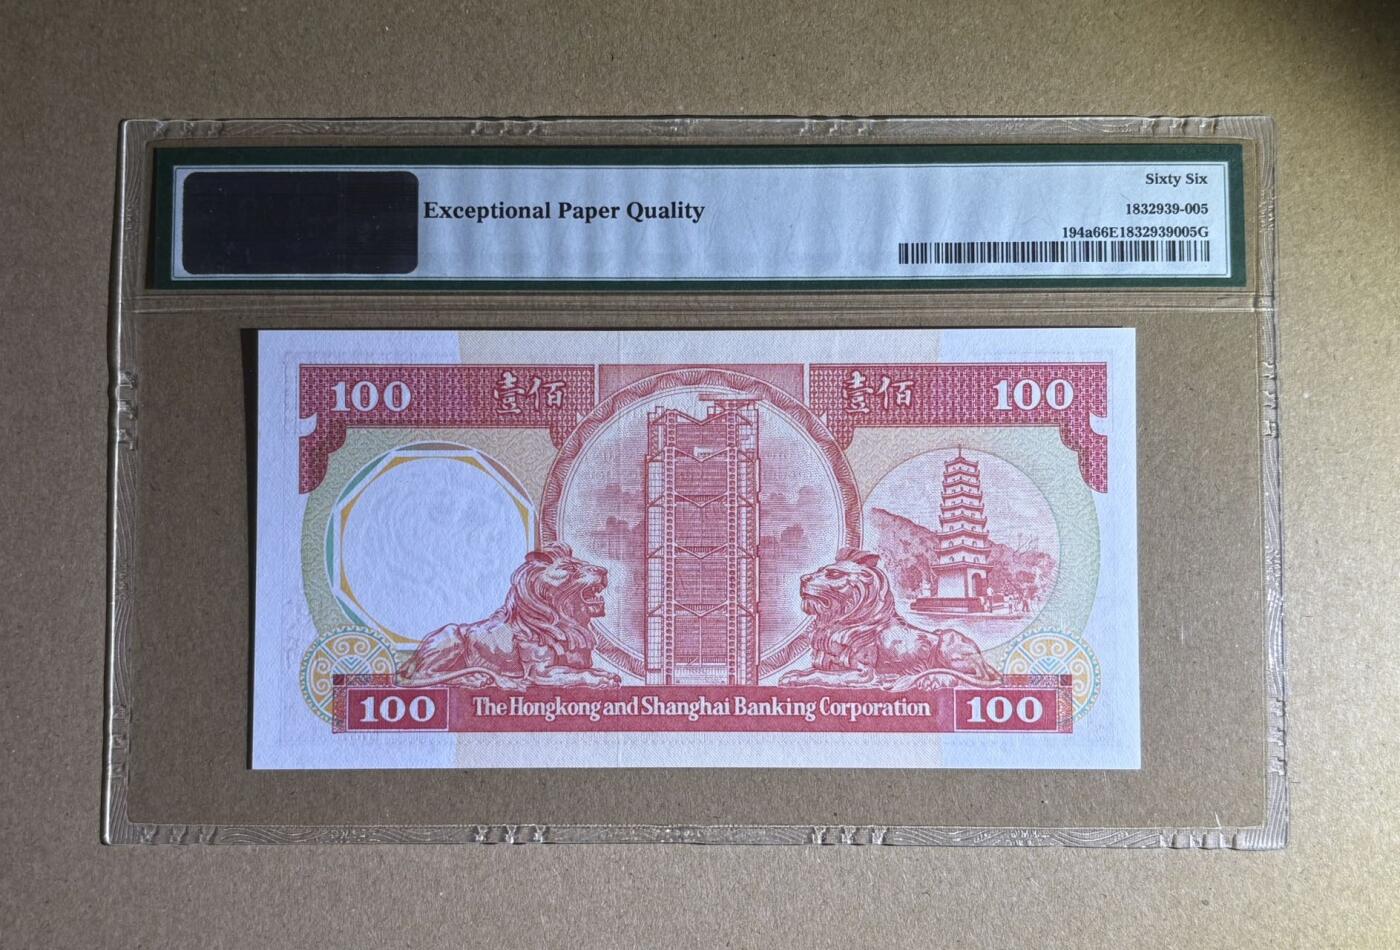 Exceptional Paper Quality
Sixty Six
1832939-005
194a66E1832939005G
100 壹佰 壹佰 100
100 The Hongkong and Shanghai Banking Corporation 100